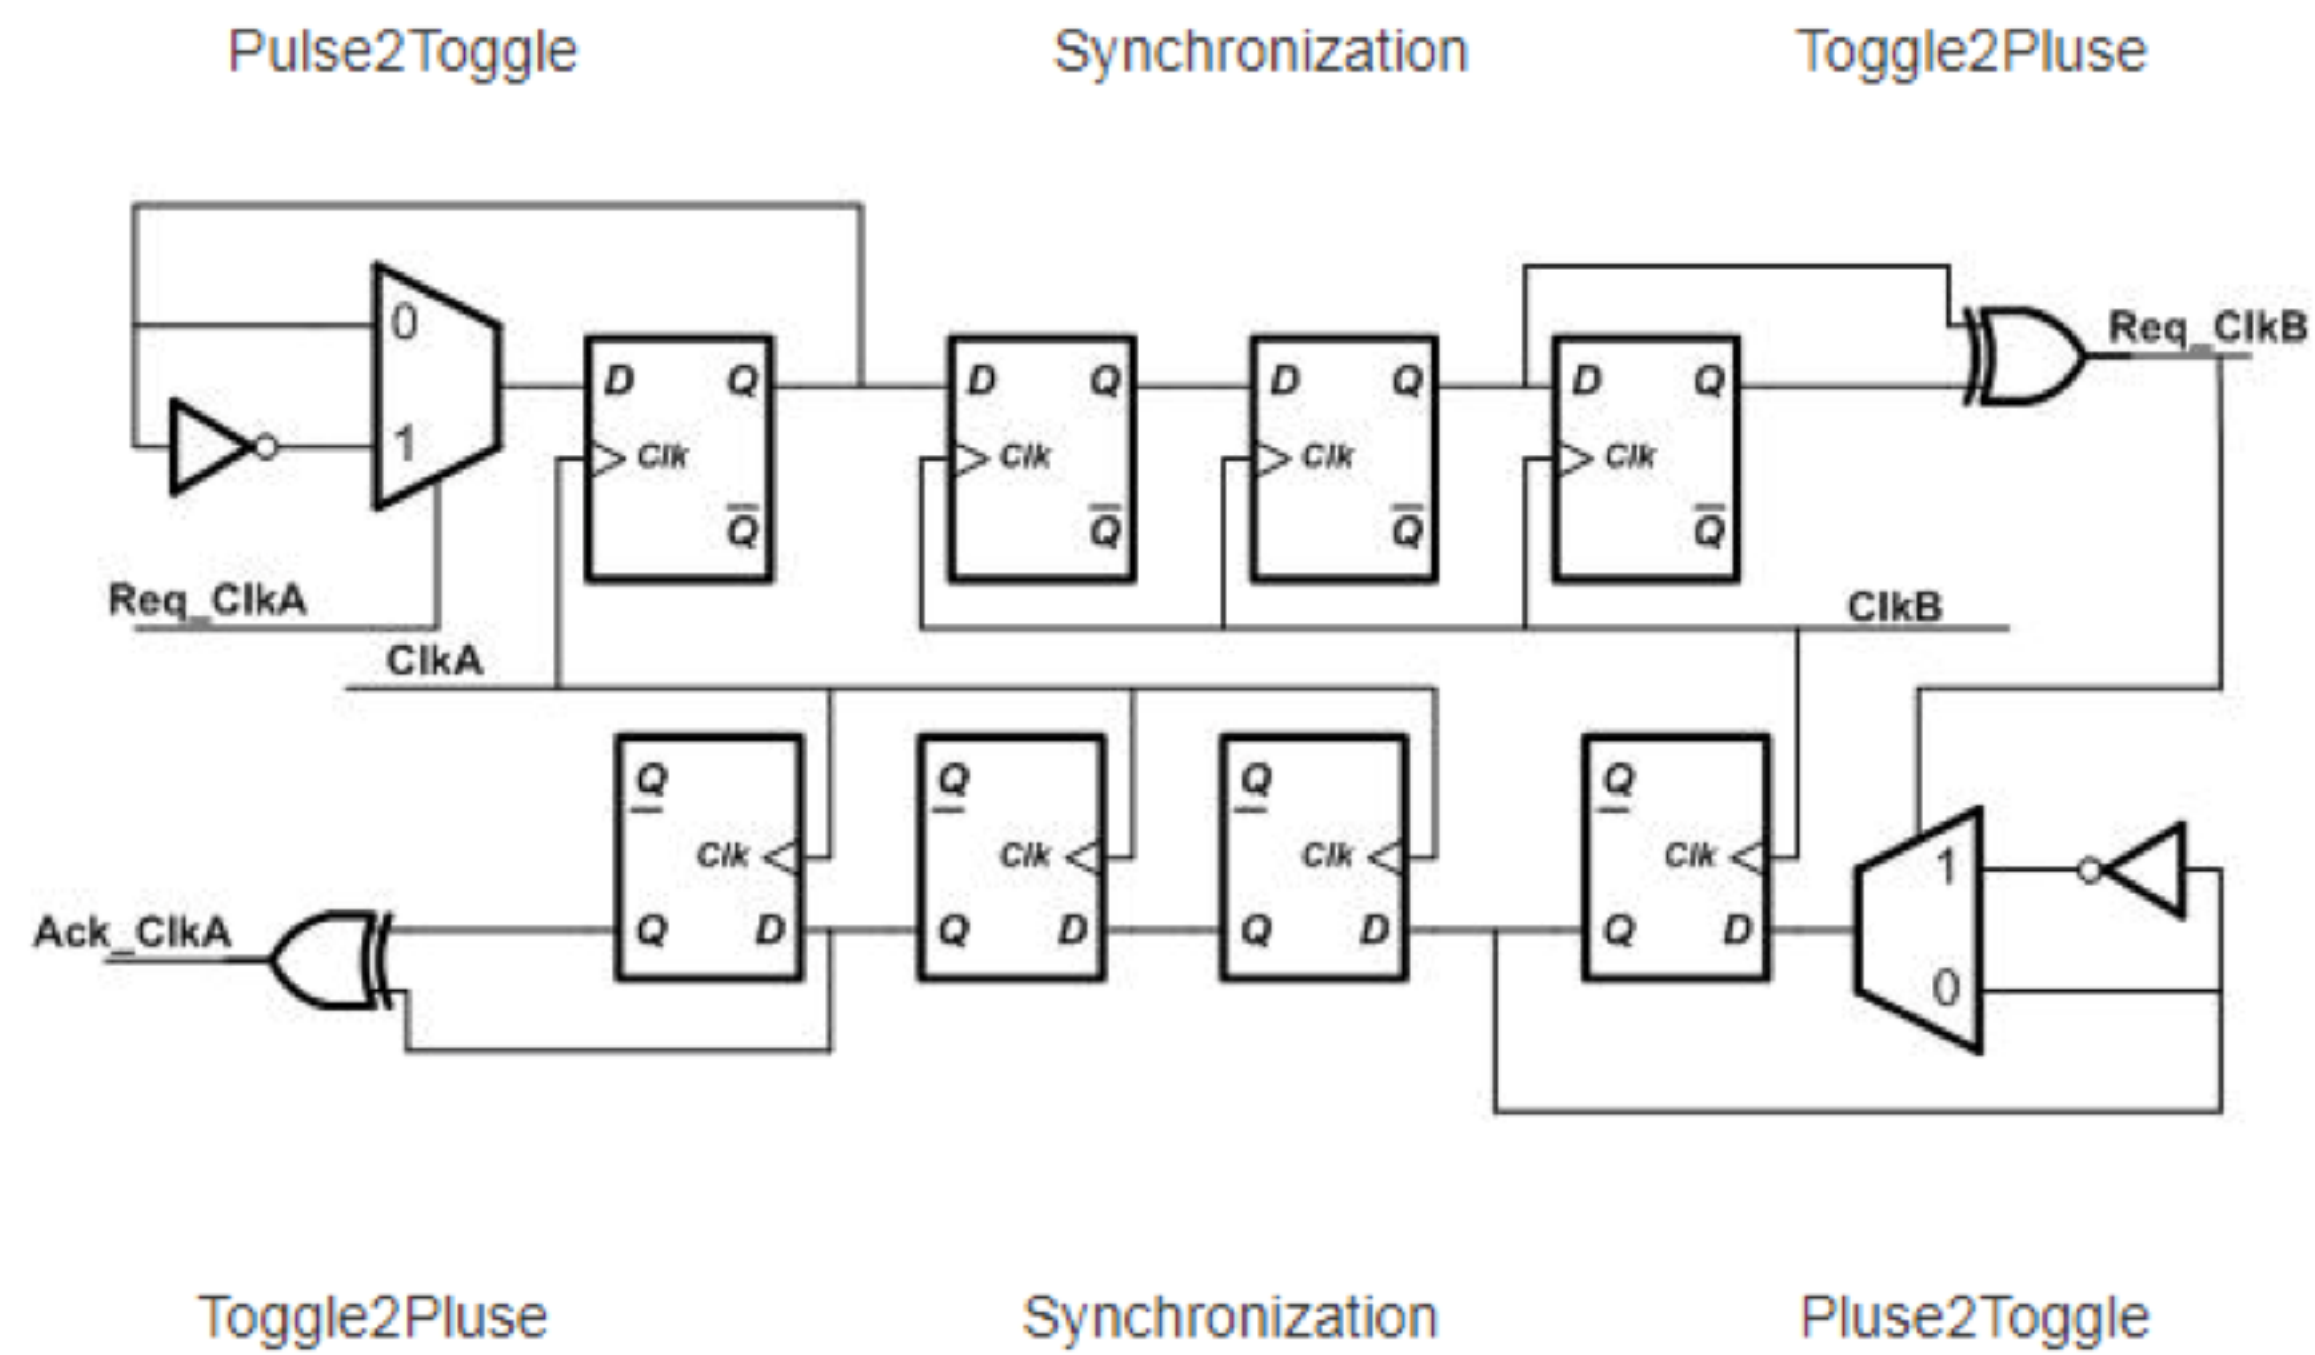 Pulse2Toggle
Synchronization
Toggle2Pluse
0
1
D
Q
Clk
Q
D
Q
Clk
Q
D
Q
Clk
Q
D
Q
Clk
Q
Req_ClkB
Req_ClkA
ClkA
ClkB
Q
Clk
Q
D
Q
Clk
Q
D
Q
Clk
Q
D
Q
Clk
Q
D
1
0
Ack_ClkA
Toggle2Pluse
Synchronization
Pluse2Toggle